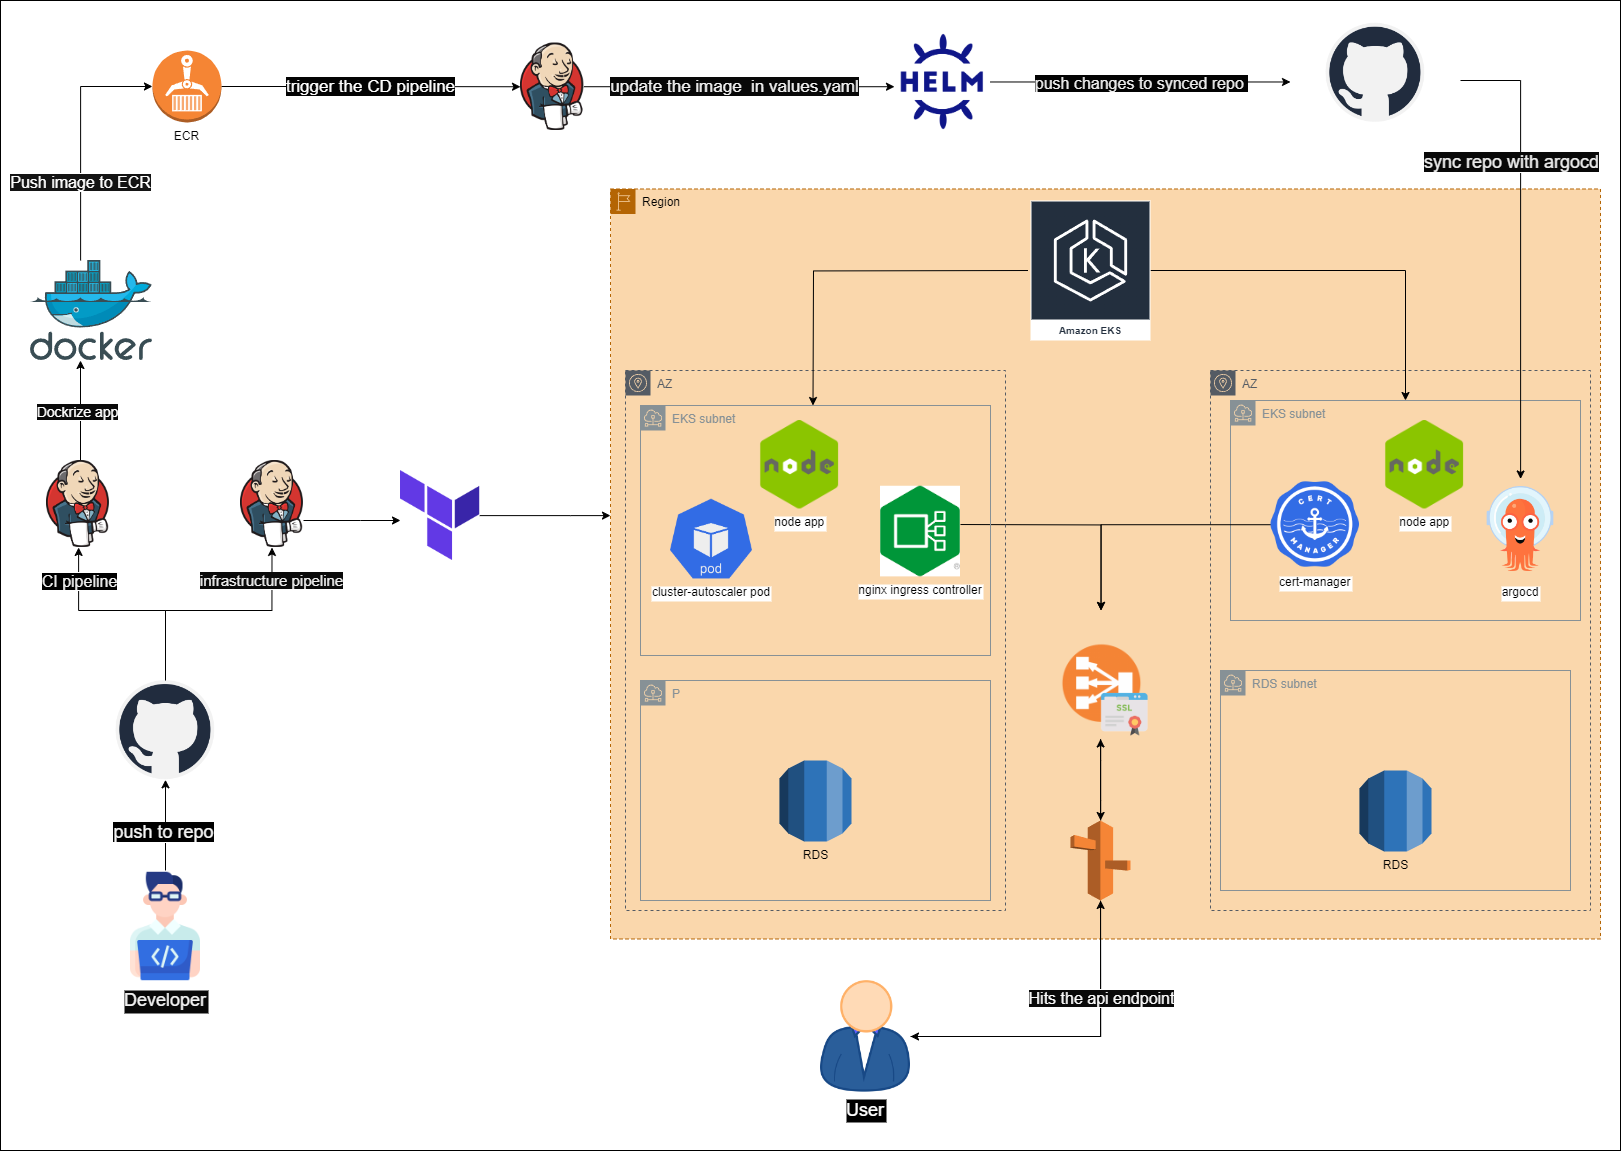 ECR
trigger the CD pipeline
update the image  in values.yaml
HELM
push changes to synced repo
sync repo with argocd
Push image to ECR
Region
K
Amazon EKS
docker
Dockrize app
AZ
EKS subnet
node
node app
pod
cluster-autoscaler pod
nginx ingress controller
AZ
EKS subnet
node
node app
CERT
MANAGER
cert-manager
argocd
CI pipeline
infrastructure pipeline
P
RDS
SSL
RDS subnet
RDS
push to repo
</>
Developer
Hits the api endpoint
User